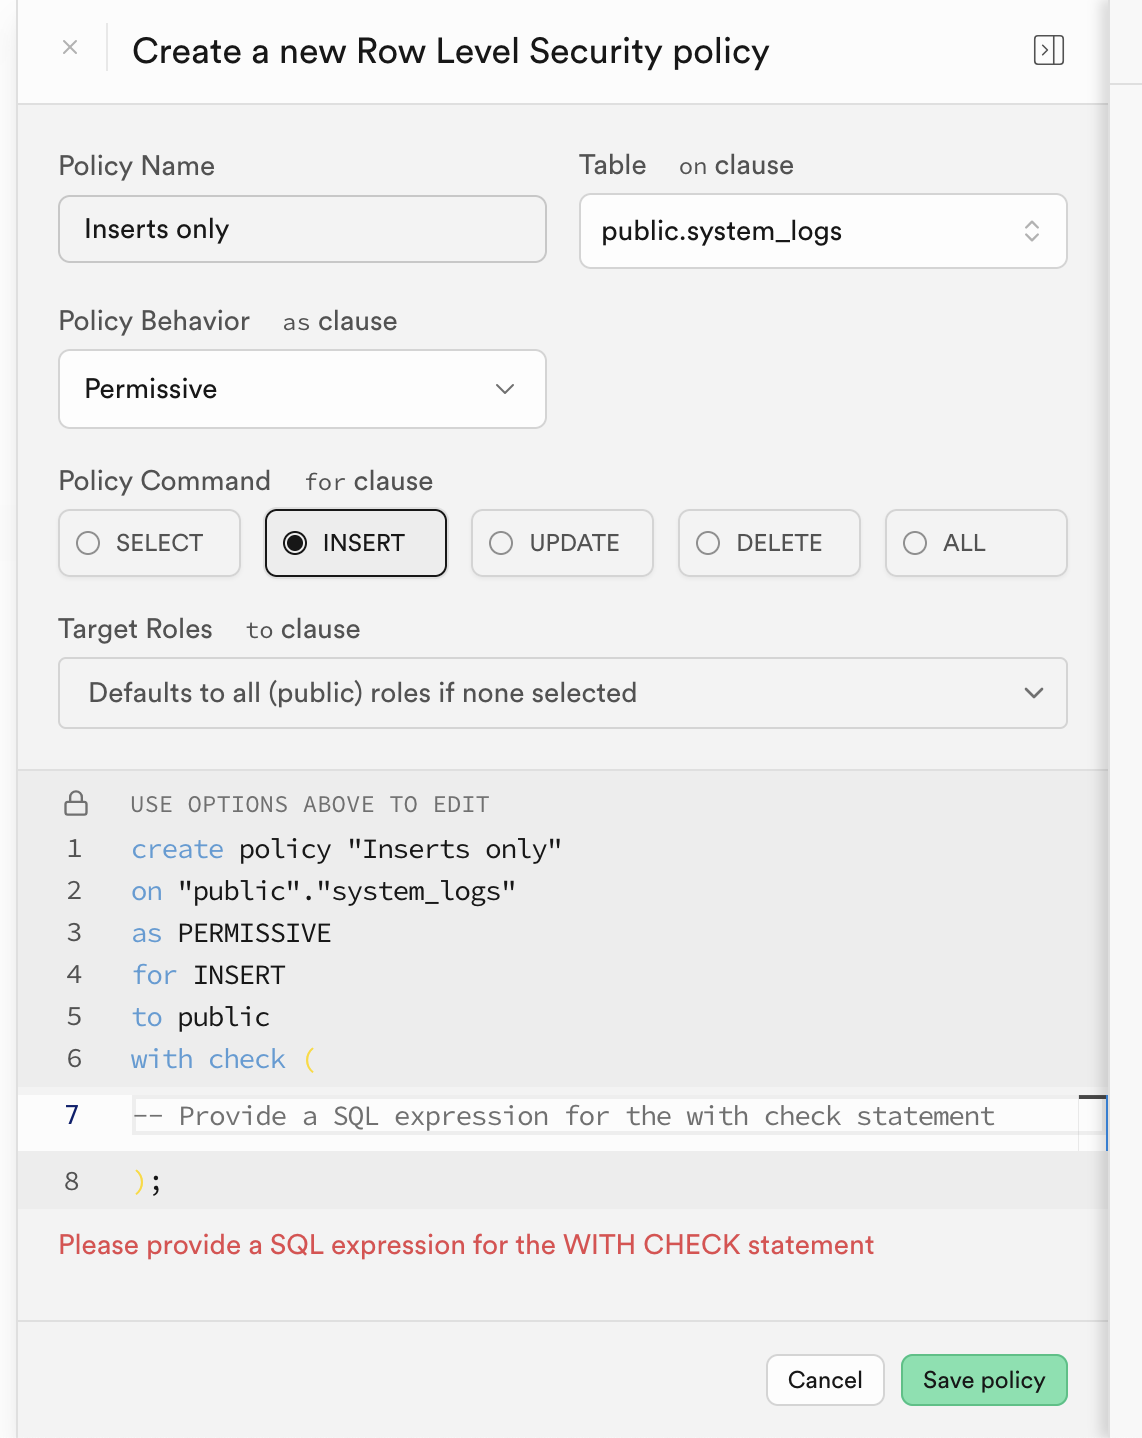 Create a new Row Level Security policy
Policy Name
Table on clause
Inserts only
public.system_logs
Policy Behavior as clause
Permissive
Policy Command for clause
SELECT
INSERT
UPDATE
DELETE
ALL
Target Roles to clause
Defaults to all (public) roles if none selected
USE OPTIONS ABOVE TO EDIT
1 create policy "Inserts only"
2 on "public"."system_logs"
3 as PERMISSIVE
4 for INSERT
5 to public
6 with check (
7 -- Provide a SQL expression for the with check statement
8 );
Please provide a SQL expression for the WITH CHECK statement
Cancel
Save policy